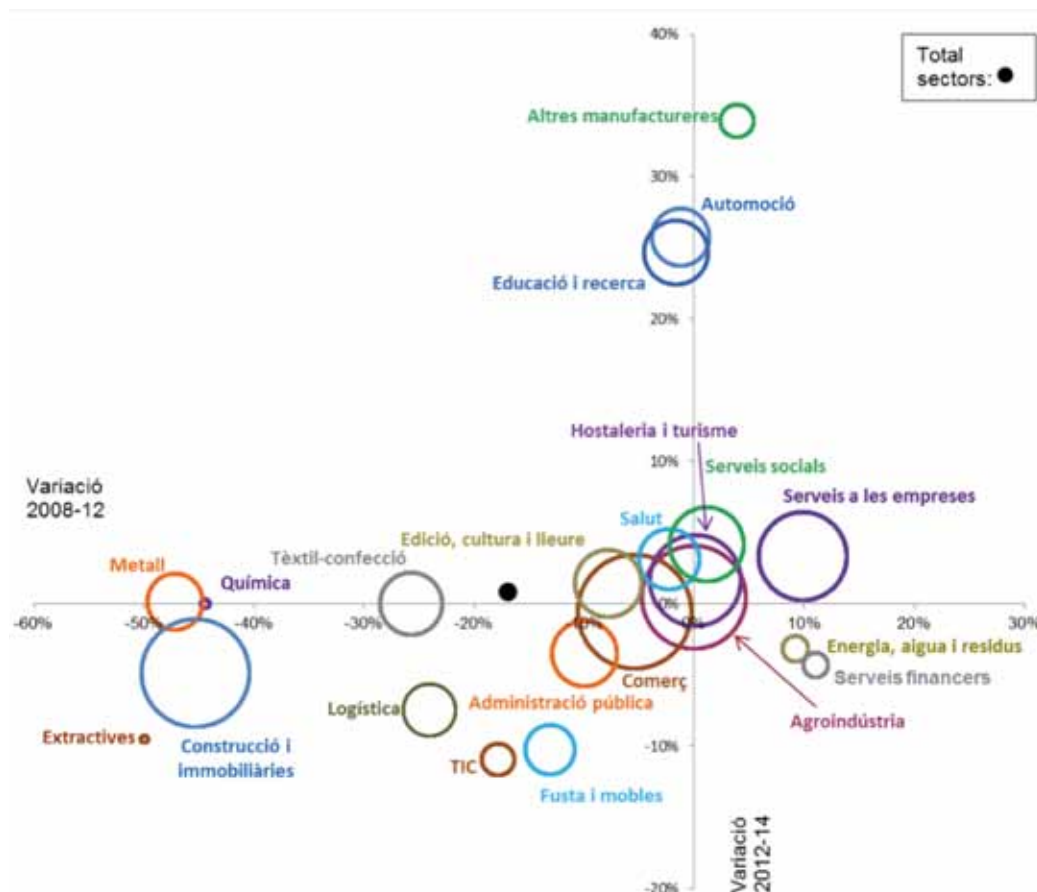 40%
Total
sectors:
Altres manufactureres
30%
Automoció
Educació i recerca
20%
Hostaleria i turisme
10%
Serveis socials
Variació
2008-12
Serveis a les empreses
Salut
Edició, cultura i lleure
Tèxtil-confecció
Metall
Química
0%
-60% -50% -40% -30% -20% -10% 0% 10% 20% 30%
Energia, aigua i residus
Comerç
Serveis financers
Logística
Administració pública
Agroindústria
Extractives
Construcció i
immobiliàries
-10%
TIC
Fusta i mobles
Variació
2012-14
-20%